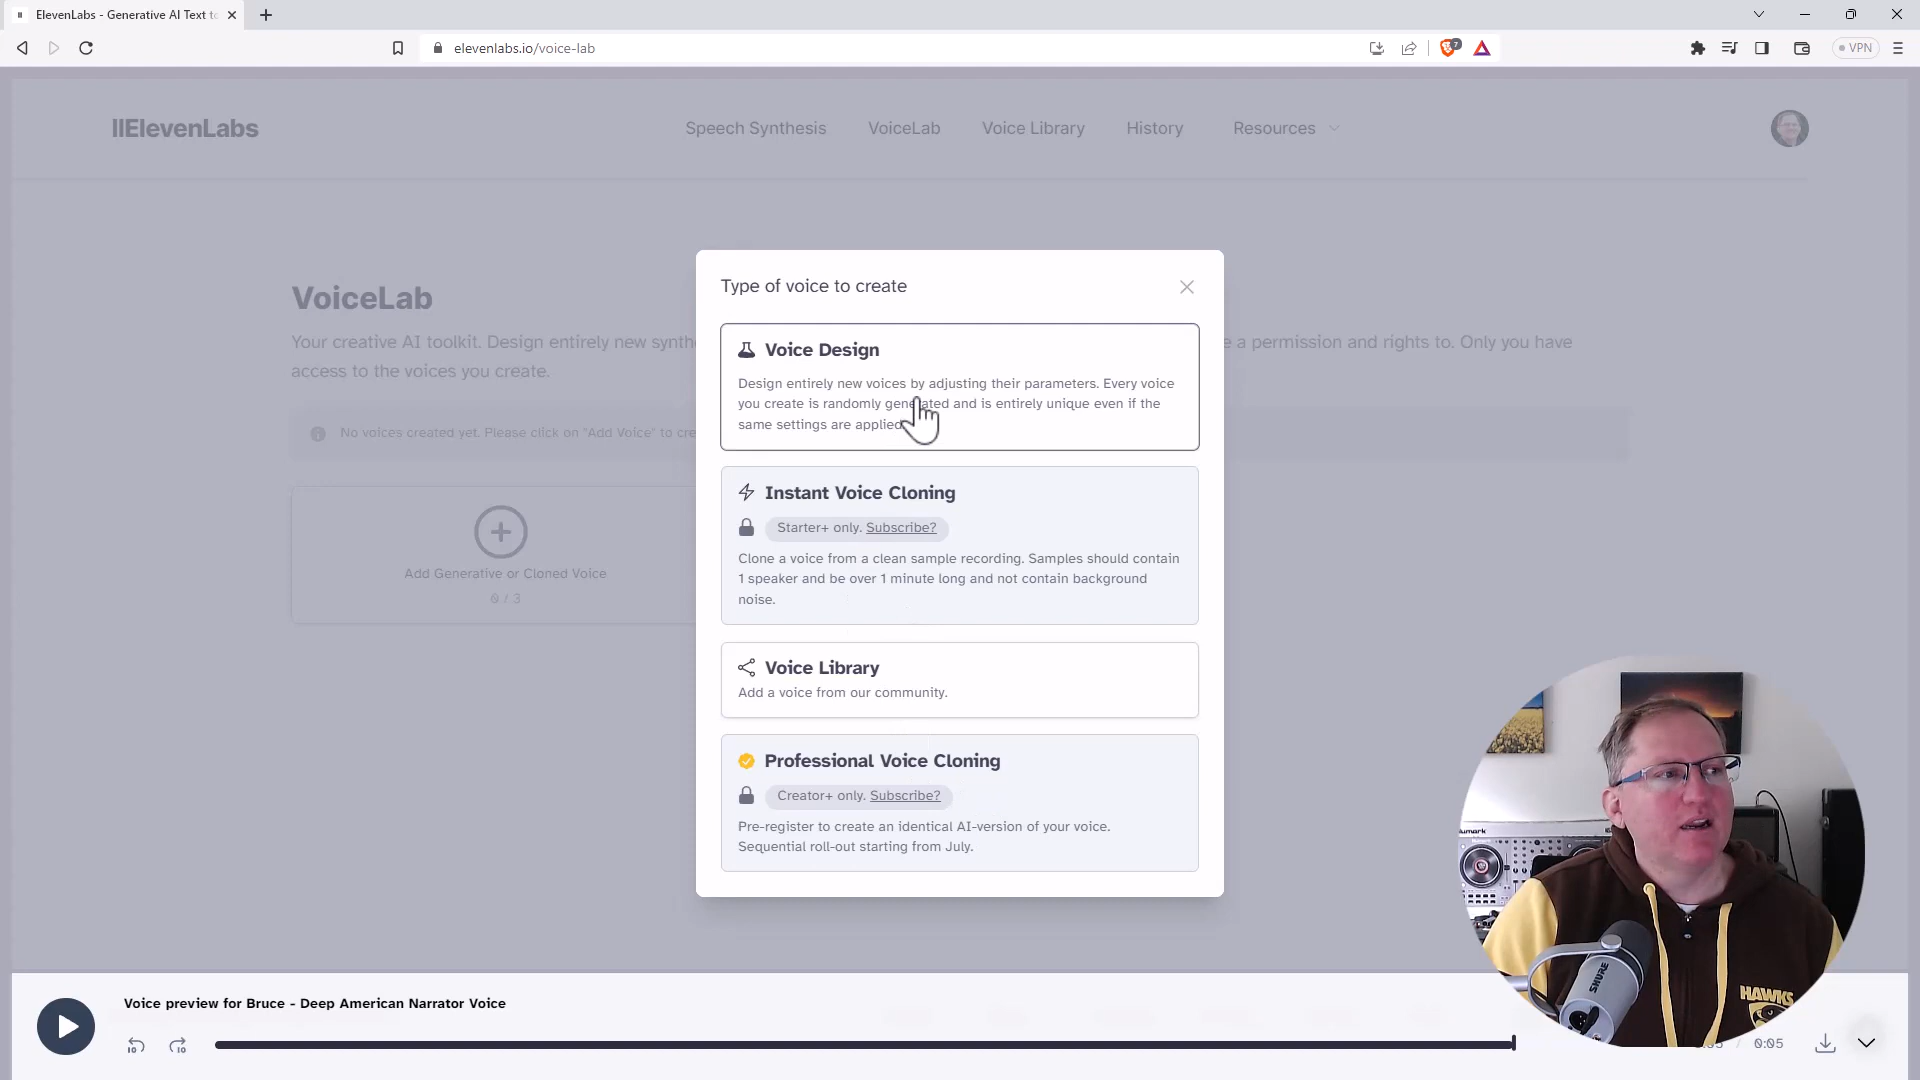 ElevenLabs - Generative AI Text to
elevenlabs.io/voice-lab
7
VPN
IIElevenLabs
Speech Synthesis
VoiceLab
Voice Library
History
Resources
VoiceLab
Your creative AI toolkit. Design entirely new synth
e a permission and rights to. Only you have
access to the voices you create.
No voices created yet. Please click on "Add Voice" to cre
Add Generative or Cloned Voice
0 / 3
Type of voice to create
Voice Design
Design entirely new voices by adjusting their parameters. Every voice
you create is randomly generated and is entirely unique even if the
same settings are applied
Instant Voice Cloning
Starter+ only. Subscribe?
Clone a voice from a clean sample recording. Samples should contain
1 speaker and be over 1 minute long and not contain background
noise.
Voice Library
Add a voice from our community.
Professional Voice Cloning
Creator+ only. Subscribe?
Pre-register to create an identical AI-version of your voice.
Sequential roll-out starting from July.
Voice preview for Bruce - Deep American Narrator Voice
10
10
/ 0:05
numark
SHURE
HAWKS